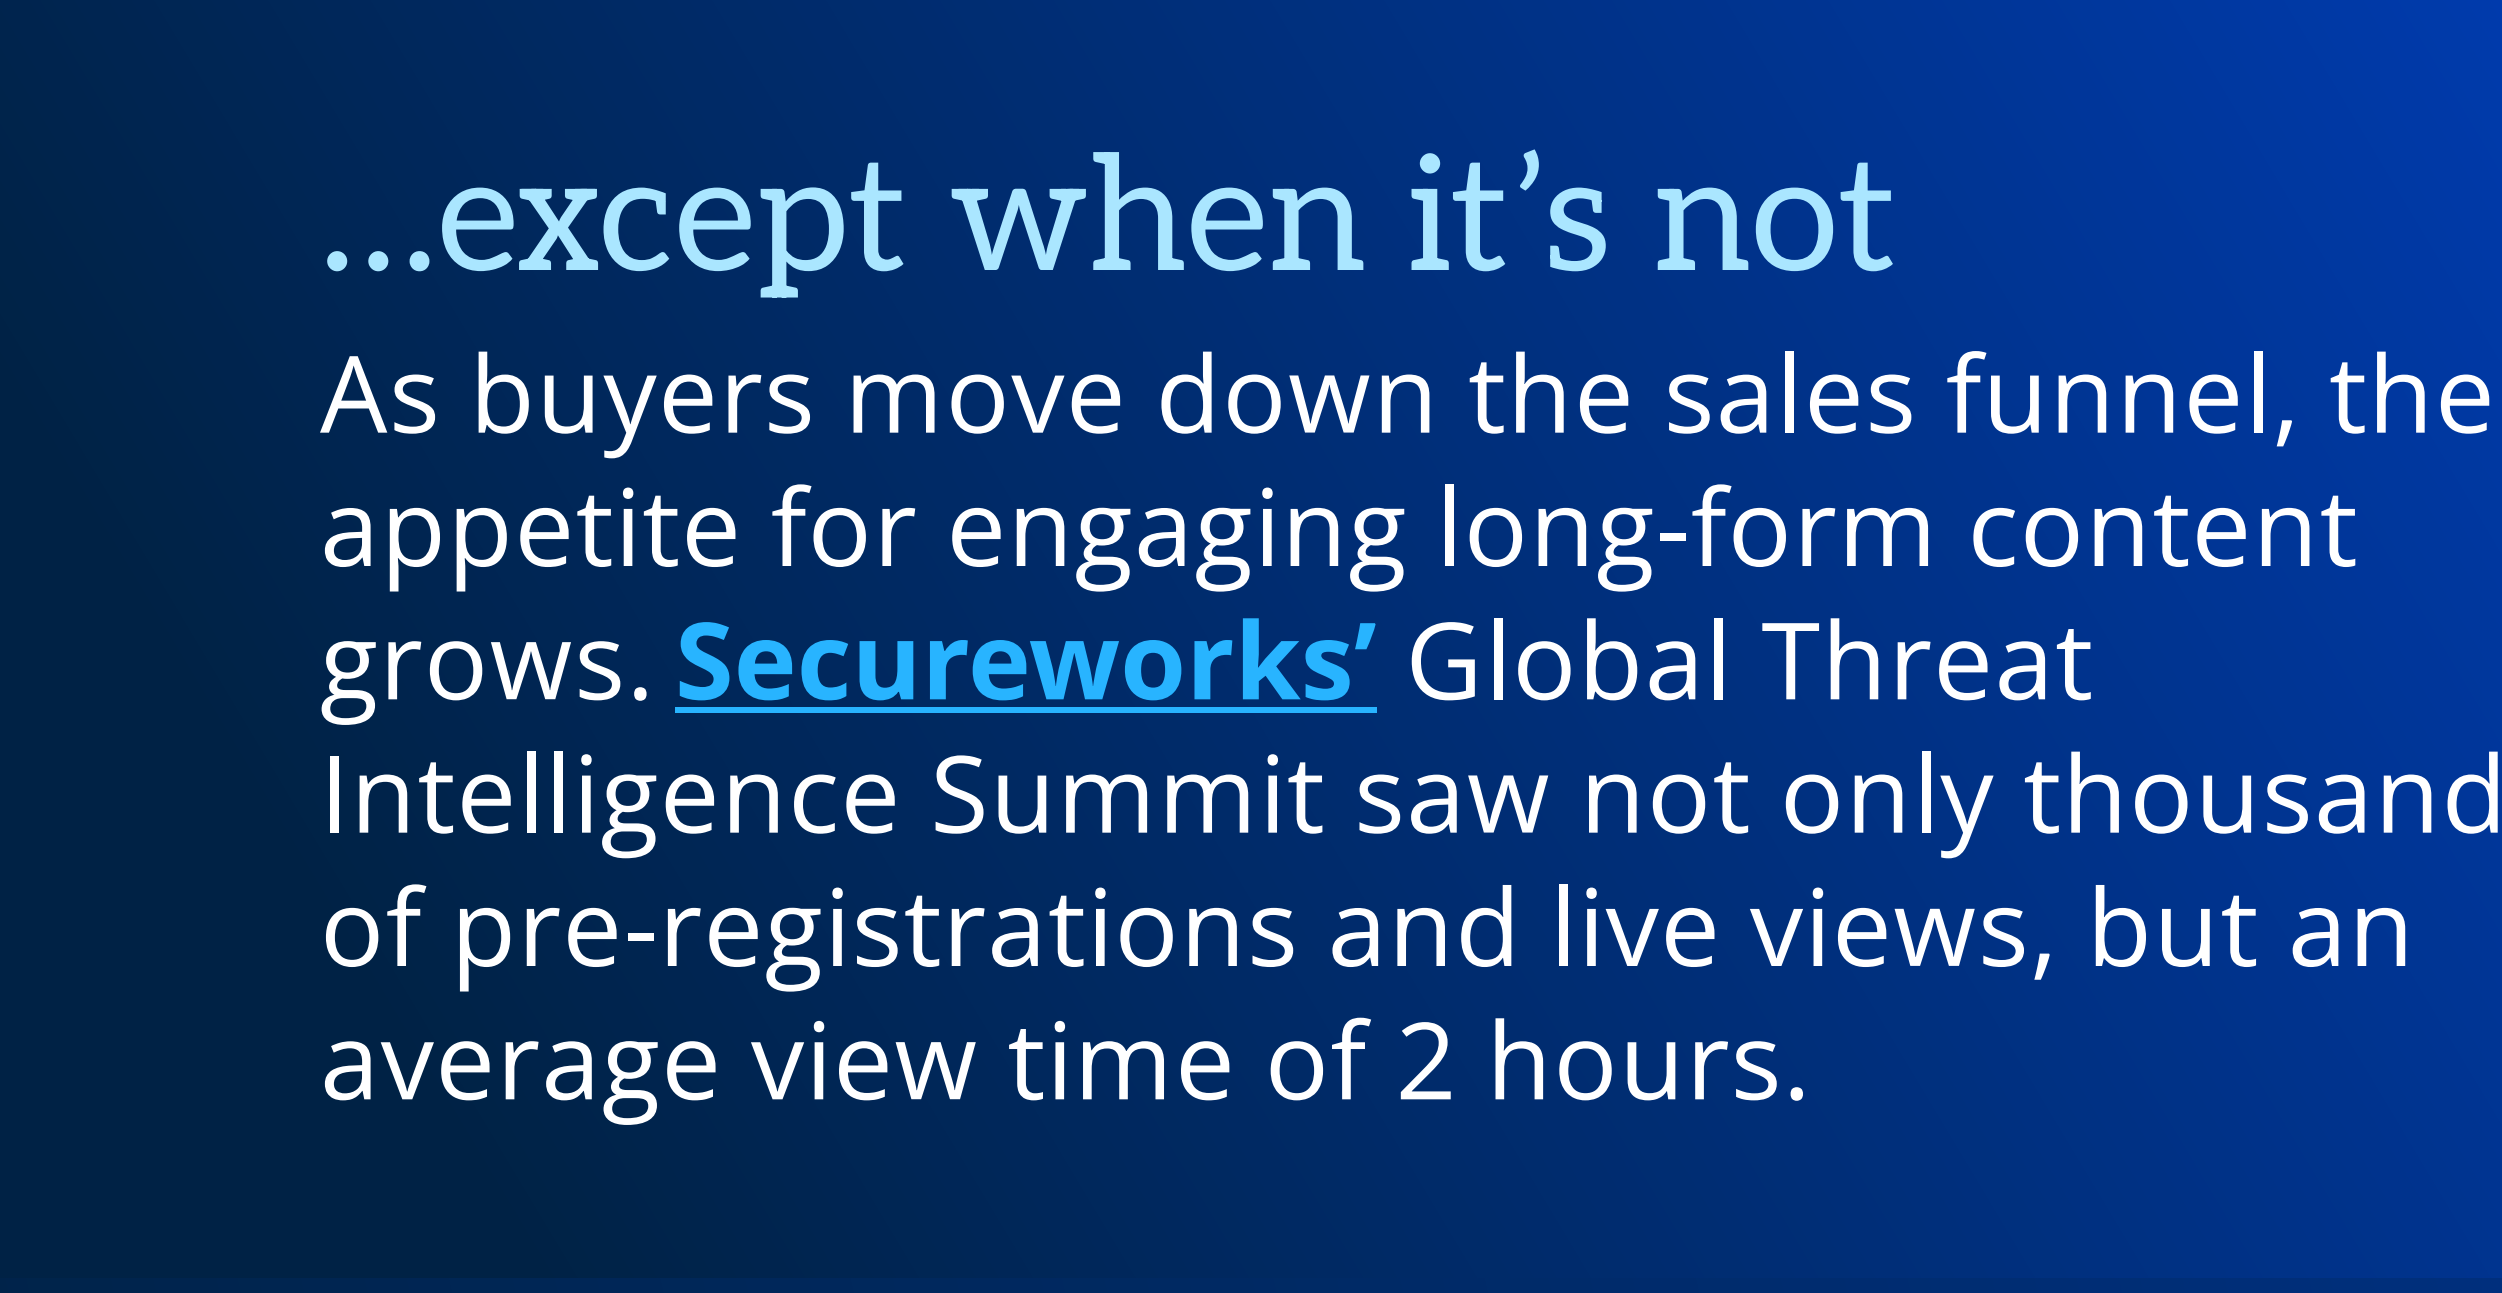 ...except when it’s not
As buyers move down the sales funnel, the
appetite for engaging long-form content
grows. Secureworks’ Global Threat
Intelligence Summit saw not only thousand
of pre-registrations and live views, but an
average view time of 2 hours.